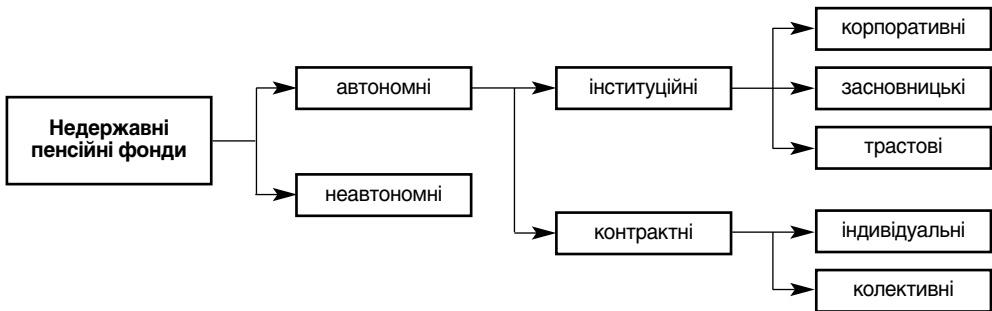 Недержавні
пенсійні фонди
автономні
неавтономні
інституційні
контрактні
корпоративні
засновницькі
трастові
індивідуальні
колективні